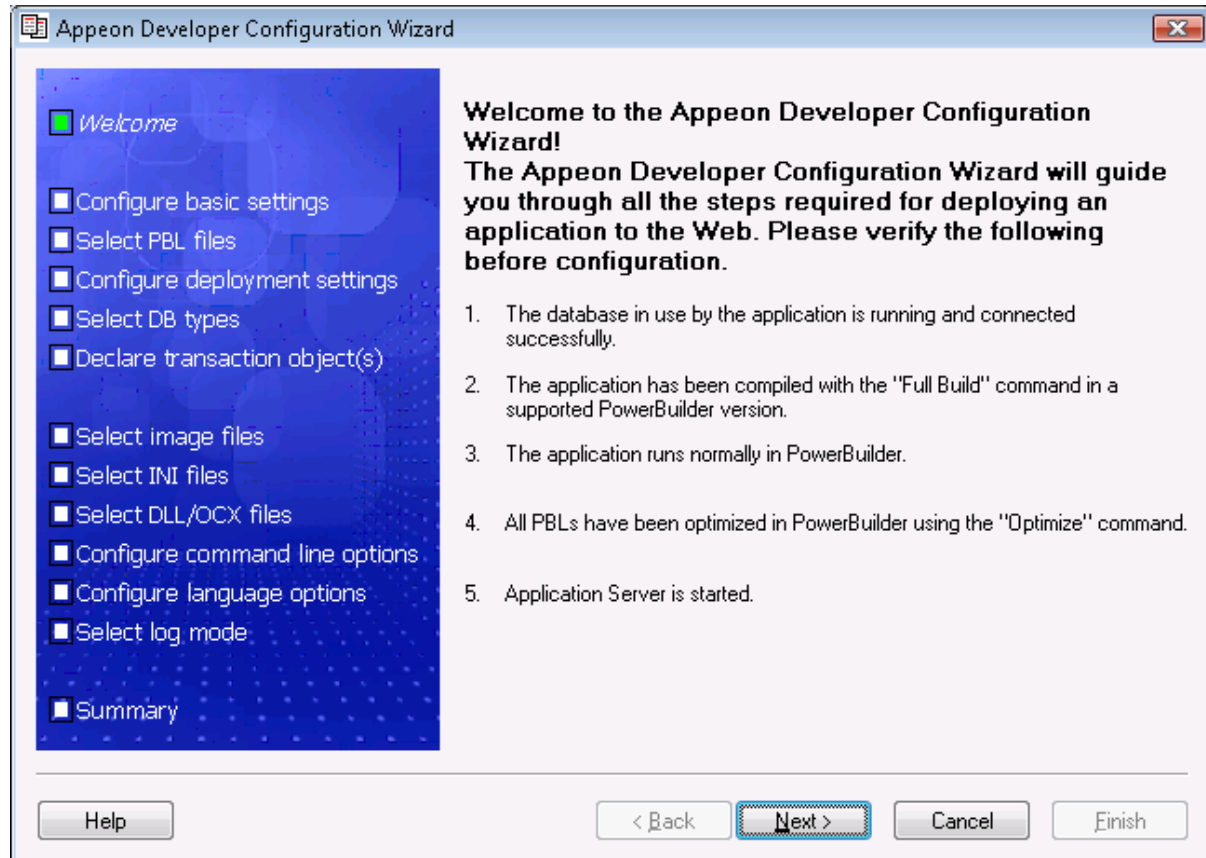 Appeon Developer Configuration Wizard
Welcome
Configure basic settings
Select PBL files
Configure deployment settings
Select DB types
Declare transaction object(s)
Select image files
Select INI files
Select DLL/OCX files
Configure command line options
Configure language options
Select log mode
Summary
Welcome to the Appeon Developer Configuration
Wizard!
The Appeon Developer Configuration Wizard will guide
you through all the steps required for deploying an
application to the Web. Please verify the following
before configuration.
1. The database in use by the application is running and connected
successfully.
2. The application has been compiled with the "Full Build" command in a
supported PowerBuilder version.
3. The application runs normally in PowerBuilder.
4. All PBLs have been optimized in PowerBuilder using the "Optimize" command.
5. Application Server is started.
Help
< Back
Next >
Cancel
Finish